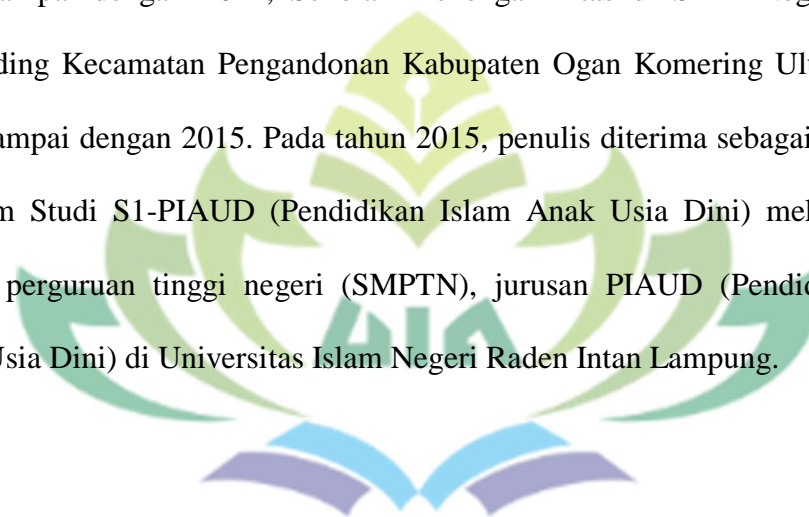 dengan
ding Kecamatan Pengandonan Kabupaten Ogan Komering Ul
ampai dengan 2015. Pada tahun 2015, penulis diterima sebagai
m Studi S1-PIAUD (Pendidikan Islam Anak Usia Dini) mel
perguruan tinggi negeri (SMPTN), jurusan PIAUD (Pendid
Usia Dini) di Universitas Islam Negeri Raden Intan Lampung.